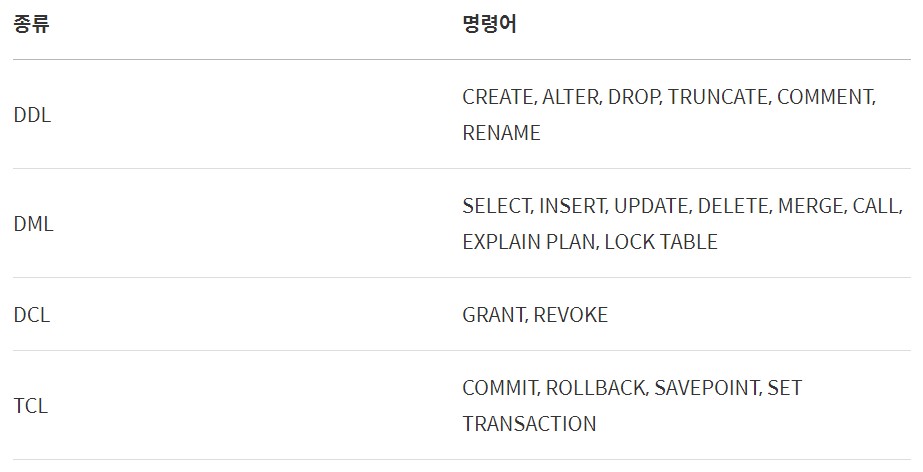 종류 명령어
DDL CREATE, ALTER, DROP, TRUNCATE, COMMENT,
RENAME
DML SELECT, INSERT, UPDATE, DELETE, MERGE, CALL,
EXPLAIN PLAN, LOCK TABLE
DCL GRANT, REVOKE
TCL COMMIT, ROLLBACK, SAVEPOINT, SET
TRANSACTION